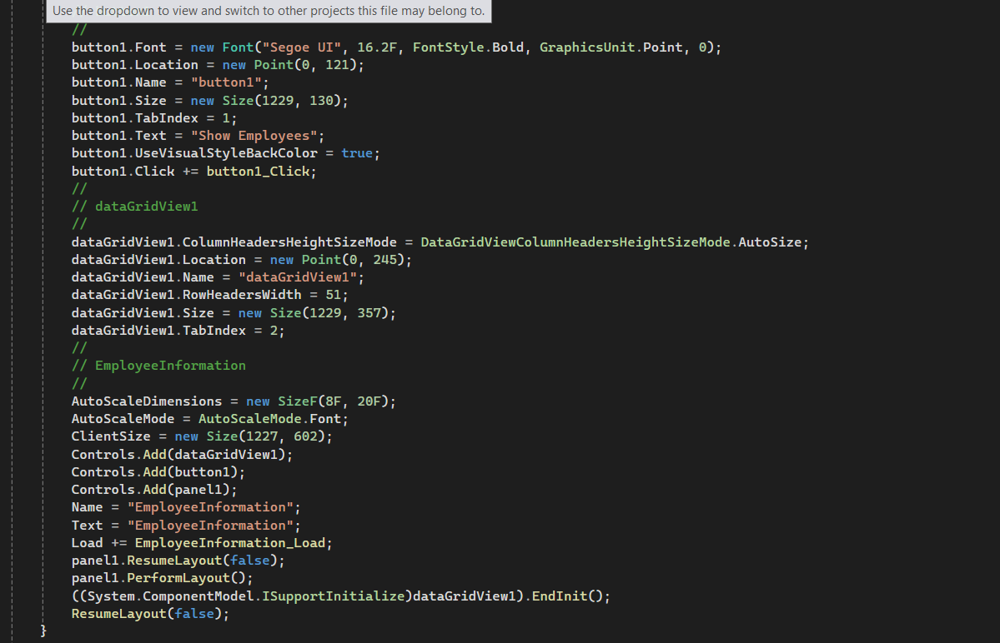 Use the dropdown to view and switch to other projects this file may belong to.
//
button1.Font = new Font("Segoe UI", 16.2F, FontStyle.Bold, GraphicsUnit.Point, 0);
button1.Location = new Point(0, 121);
button1.Name = "button1";
button1.Size = new Size(1229, 130);
button1.TabIndex = 1;
button1.Text = "Show Employees";
button1.UseVisualStyleBackColor = true;
button1.Click += button1_Click;
//
// dataGridView1
//
dataGridView1.ColumnHeadersHeightSizeMode = DataGridViewColumnHeadersHeightSizeMode.AutoSize;
dataGridView1.Location = new Point(0, 245);
dataGridView1.Name = "dataGridView1";
dataGridView1.RowHeadersWidth = 51;
dataGridView1.Size = new Size(1229, 357);
dataGridView1.TabIndex = 2;
//
// EmployeeInformation
//
AutoScaleDimensions = new SizeF(8F, 20F);
AutoScaleMode = AutoScaleMode.Font;
ClientSize = new Size(1227, 602);
Controls.Add(dataGridView1);
Controls.Add(button1);
Controls.Add(panel1);
Name = "EmployeeInformation";
Text = "EmployeeInformation";
Load += EmployeeInformation_Load;
panel1.ResumeLayout(false);
panel1.PerformLayout();
((System.ComponentModel.ISupportInitialize)dataGridView1).EndInit();
ResumeLayout(false);
}